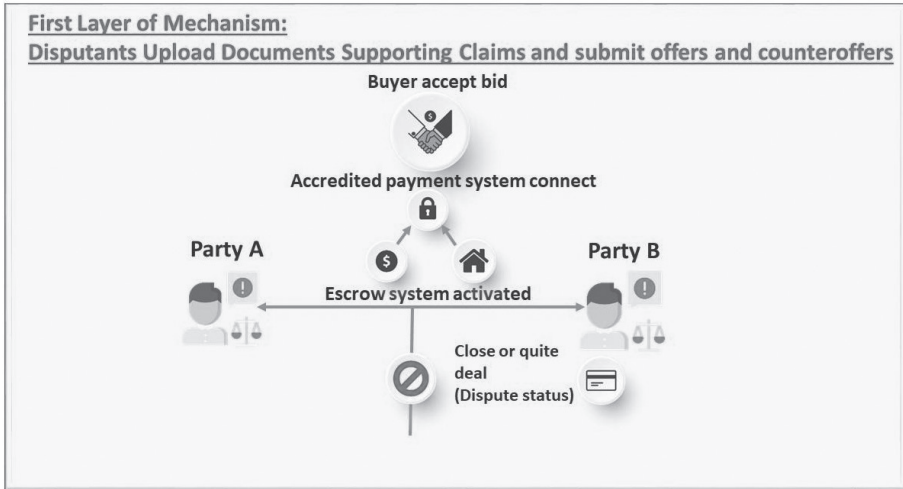 First Layer of Mechanism:
Disputants Upload Documents Supporting Claims and submit offers and counteroffers
Buyer accept bid
$
Accredited payment system connect
Party A
Party B
$
Escrow system activated
Close or quite
deal
(Dispute status)